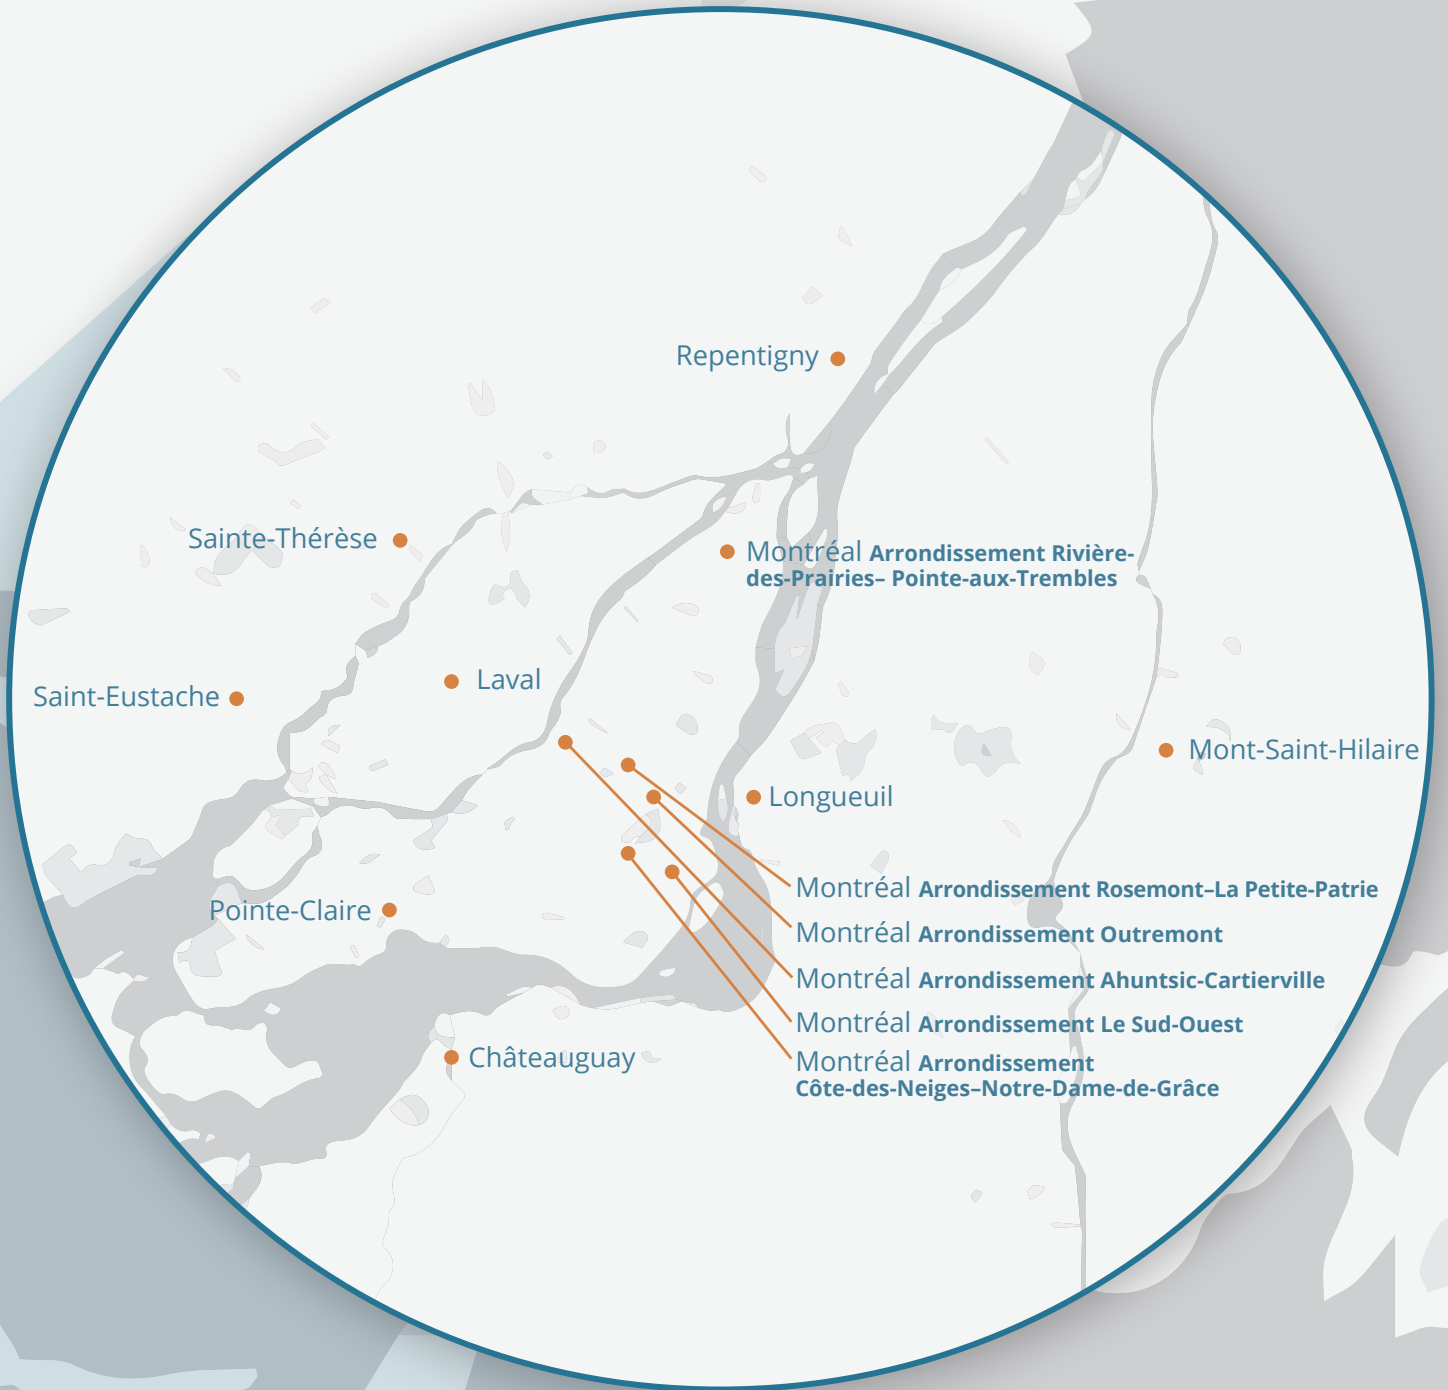 Repentigny
Sainte-Thérèse
Montréal Arrondissement Rivière-
des-Prairies– Pointe-aux-Trembles
Laval
Saint-Eustache
Mont-Saint-Hilaire
Longueuil
Montréal Arrondissement Rosemont–La Petite-Patrie
Pointe-Claire
Montréal Arrondissement Outremont
Montréal Arrondissement Ahuntsic-Cartierville
Montréal Arrondissement Le Sud-Ouest
Châteauguay
Montréal Arrondissement
Côte-des-Neiges–Notre-Dame-de-Grâce